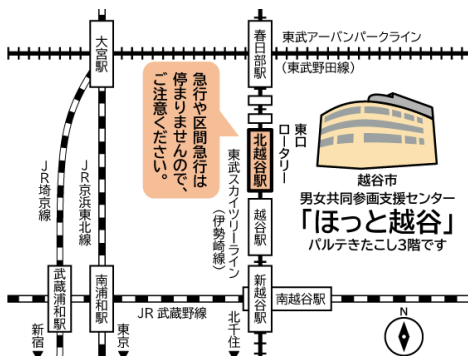 東武アーバンパークライン
(東武野田線)
大宮駅
春日部駅
急行や区間急行は
停まりませんので、
ご注意ください。
北越谷駅
東口
ロータリー
越谷市
男女共同参画支援センター
「ほっと越谷」
パルテきたこし3階です
JR埼京線
JR京浜東北線
東武スカイツリーライン
(伊勢崎線)
越谷駅
武蔵浦和駅
南浦和駅
新越谷駅
南越谷駅
JR 武蔵野線
新宿
東京
北千住
N